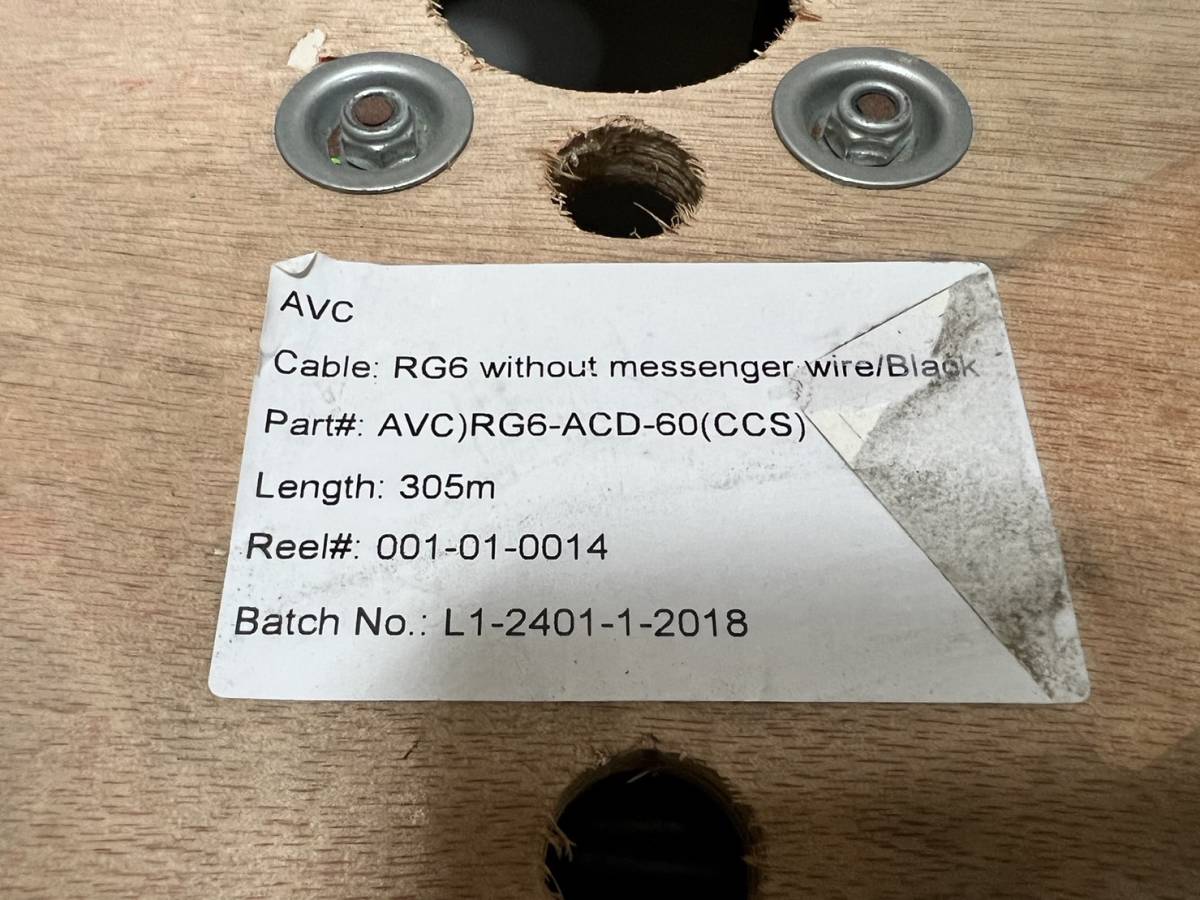 AVC
Cable: RG6 without messenger wire/Black
Part#: AVC)RG6-ACD-60(CCS)
Length: 305m
Reel#: 001-01-0014
Batch No.: L1-2401-1-2018